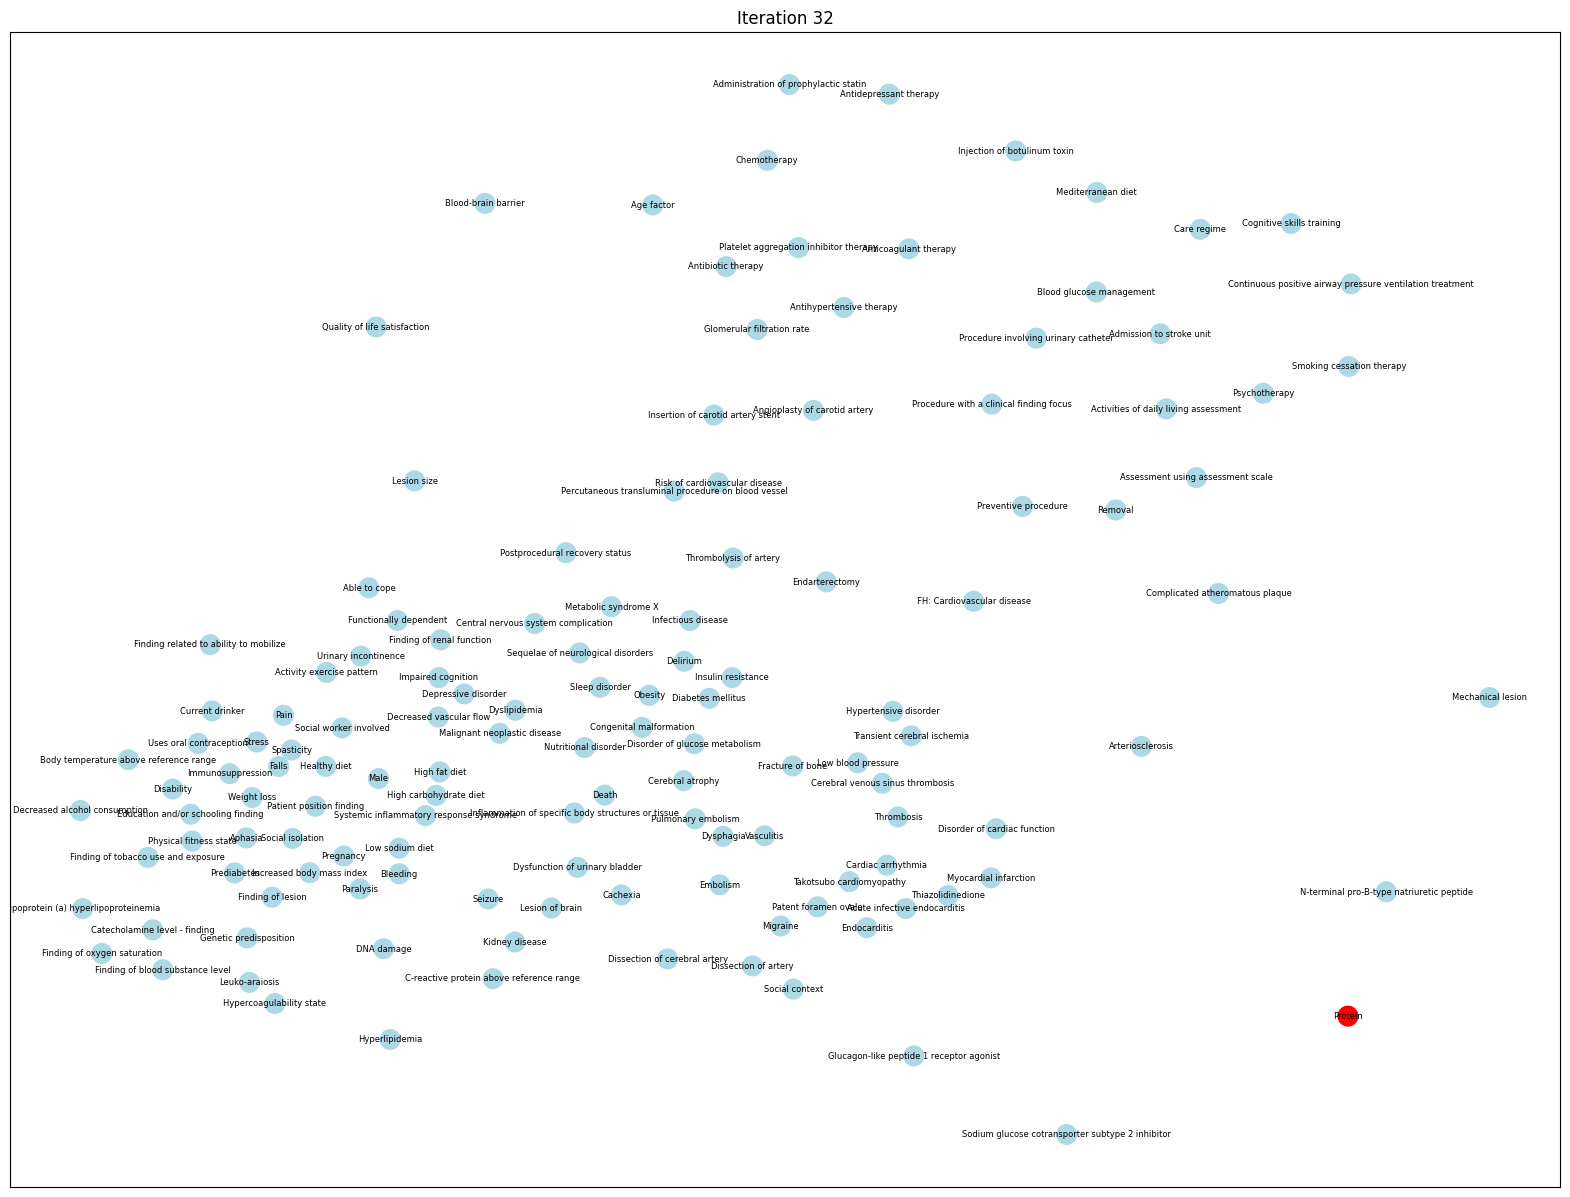 Iteration 32
Administration of prophylactic statin
Antidepressant therapy
Injection of botulinum toxin
Chemotherapy
Mediterranean diet
Blood-brain barrier
Age factor
Cognitive skills training
Care regime
Platelet aggregation inhibitor therapy
Anticoagulant therapy
Antibiotic therapy
Continuous positive airway pressure ventilation treatment
Blood glucose management
Antihypertensive therapy
Quality of life satisfaction
Glomerular filtration rate
Admission to stroke unit
Procedure involving urinary catheter
Smoking cessation therapy
Psychotherapy
Procedure with a clinical finding focus
Activities of daily living assessment
Angioplasty of carotid artery
Insertion of carotid artery stent
Assessment using assessment scale
Lesion size
Risk of cardiovascular disease
Percutaneous transluminal procedure on blood vessel
Preventive procedure
Removal
Postprocedural recovery status
Thrombolysis of artery
Endarterectomy
Able to cope
Complicated atheromatous plaque
FH: Cardiovascular disease
Metabolic syndrome X
Functionally dependent
Infectious disease
Central nervous system complication
Finding of renal function
Finding related to ability to mobilize
Sequelae of neurological disorders
Urinary incontinence
Delirium
Activity exercise pattern
Impaired cognition
Insulin resistance
Sleep disorder
Depressive disorder
Obesity
Diabetes mellitus
Mechanical lesion
Current drinker
Dyslipidemia
Hypertensive disorder
Pain
Decreased vascular flow
Social worker involved
Congenital malformation
Malignant neoplastic disease
Transient cerebral ischemia
Uses oral contraception
Stress
Disorder of glucose metabolism
Nutritional disorder
Arteriosclerosis
Spasticity
Body temperature above reference range
Low blood pressure
Falls
Healthy diet
Fracture of bone
Immunosuppression
High fat diet
Male
Cerebral atrophy
Cerebral venous sinus thrombosis
Disability
High carbohydrate diet
Death
Weight loss
Patient position finding
Decreased alcohol consumption
Education and/or schooling finding
Systemic inflammatory response syndrome
Inflammation of specific body structures or tissue
Thrombosis
Pulmonary embolism
Disorder of cardiac function
Dysphagia
Vasculitis
Aphasia
Social isolation
Physical fitness state
Low sodium diet
Pregnancy
Finding of tobacco use and exposure
Cardiac arrhythmia
Dysfunction of urinary bladder
Prediabetes
Increased body mass index
Bleeding
Myocardial infarction
Takotsubo cardiomyopathy
Embolism
Paralysis
N-terminal pro-B-type natriuretic peptide
Cachexia
Thiazolidinedione
Finding of lesion
Seizure
Patent foramen ovale
Lesion of brain
Acute infective endocarditis
poprotein (a) hyperlipoproteinemia
Migraine
Endocarditis
Catecholamine level - finding
Genetic predisposition
Kidney disease
DNA damage
Finding of oxygen saturation
Dissection of cerebral artery
Dissection of artery
Finding of blood substance level
C-reactive protein above reference range
Leuko-araiosis
Social context
Hypercoagulability state
Protein
Hyperlipidemia
Glucagon-like peptide 1 receptor agonist
Sodium glucose cotransporter subtype 2 inhibitor